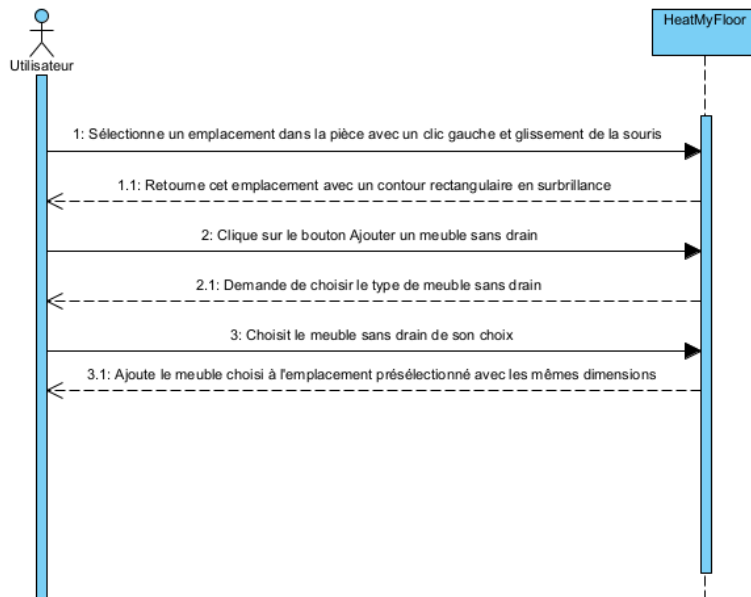 HeatMyFloor
Utilisateur
1: Sélectionne un emplacement dans la pièce avec un clic gauche et glissement de la souris
1.1: Retourne cet emplacement avec un contour rectangulaire en surbrillance
2: Clique sur le bouton Ajouter un meuble sans drain
2.1: Demande de choisir le type de meuble sans drain
3: Choisit le meuble sans drain de son choix
3.1: Ajoute le meuble choisi à l'emplacement présélectionné avec les mêmes dimensions